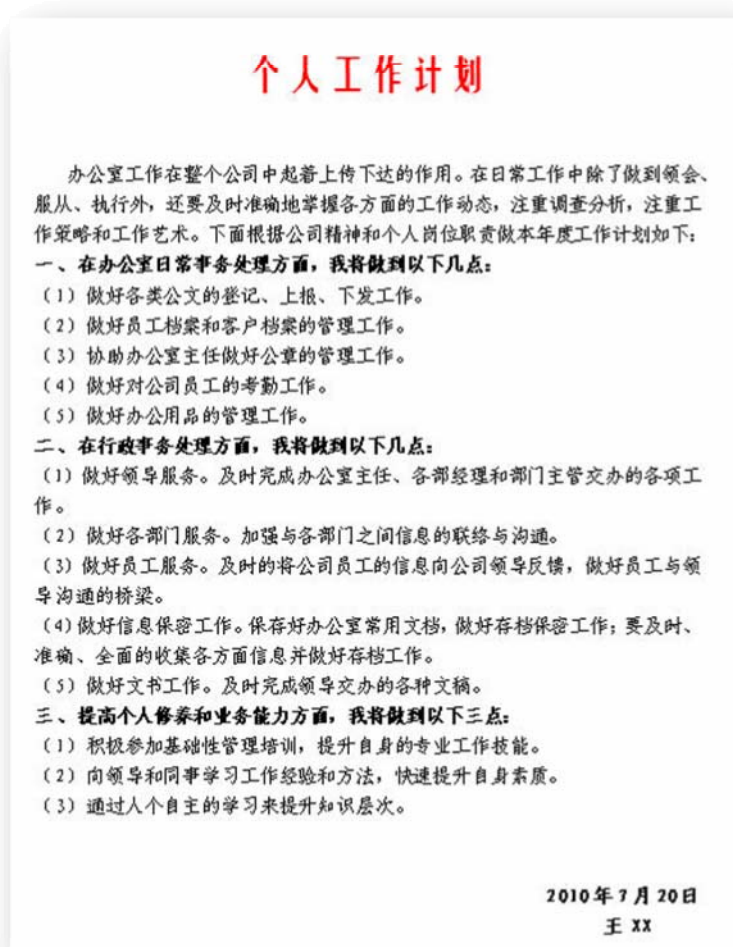 个人工作计划
办公室工作在整个公司中起着上传下达的作用。在日常工作中除了做到领会、
服从、执行外，还要及时准确地掌握各方面的工作动态，注重调查分析，注重工
作策略和工作艺术。下面根据公司精神和个人岗位职责做本年度工作计划如下：
一、在办公室日常事务处理方面，我将做到以下几点：
（1）做好各类公文的登记、上报、下发工作。
（2）做好员工档案和客户档案的管理工作。
（3）协助办公室主任做好公章的管理工作。
（4）做好对公司员工的考勤工作。
（5）做好办公用品的管理工作。
二、在行政事务处理方面，我将做到以下几点：
（1）做好领导服务。及时完成办公室主任、各部经理和部门主管交办的各项工
作。
（2）做好各部门服务。加强与各部门之间信息的联络与沟通。
（3）做好员工服务。及时的将公司员工的信息向公司领导反馈，做好员工与领
导沟通的桥梁。
（4）做好信息保密工作。保存好办公室常用文档，做好存档保密工作；要及时、
准确、全面的收集各方面信息并做好存档工作。
（5）做好文书工作。及时完成领导交办的各种文稿。
三、提高个人修养和业务能力方面，我将做到以下三点：
（1）积极参加基础性管理培训，提升自身的专业工作技能。
（2）向领导和同事学习工作经验和方法，快速提升自身素质。
（3）通过人个自主的学习来提升知识层次。
2010年7月20日
王 XX